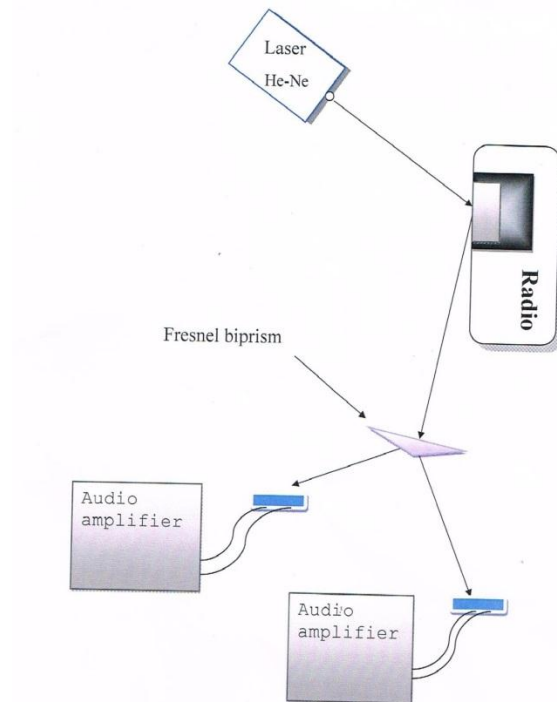 Laser
He-Ne
Radio
Fresnel biprism
Audio
amplifier
Audio
amplifier